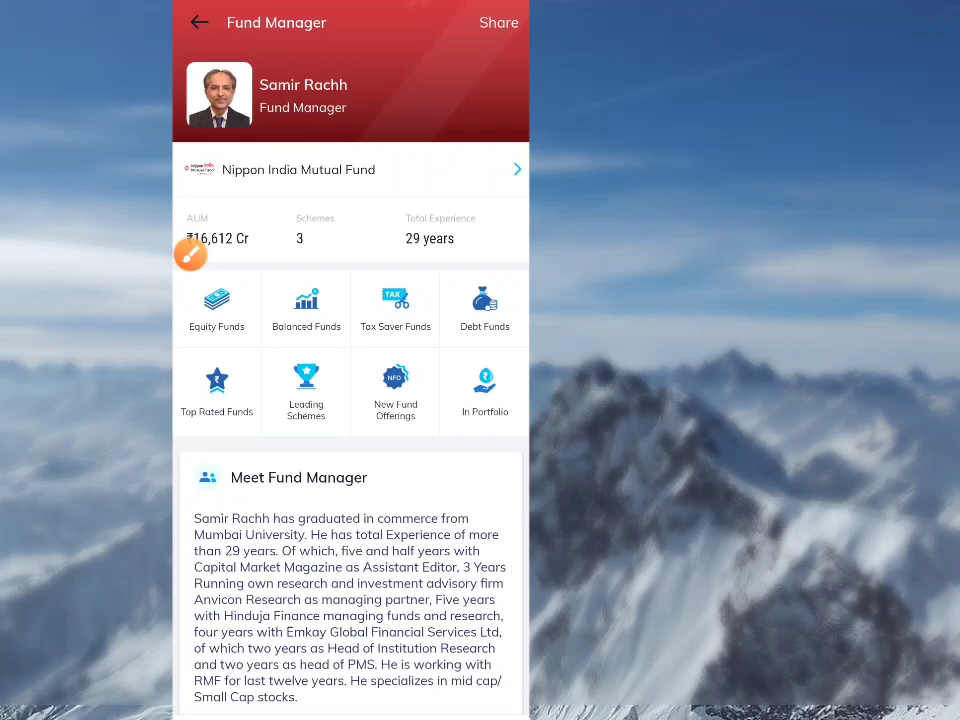 Fund Manager
Share
Samir Rachh
Fund Manager
Nippon India
Mutual Fund
Nippon India Mutual Fund
AUM
Schemes
Total Experience
₹16,612 Cr
3
29 years
Equity Funds
Balanced Funds
TAX
Tax Saver Funds
Debt Funds
Top Rated Funds
Leading
Schemes
NFO
New Fund
Offerings
In Portfolio
Meet Fund Manager
Samir Rachh has graduated in commerce from
Mumbai University. He has total Experience of more
than 29 years. Of which, five and half years with
Capital Market Magazine as Assistant Editor, 3 Years
Running own research and investment advisory firm
Anvicon Research as managing partner, Five years
with Hinduja Finance managing funds and research,
four years with Emkay Global Financial Services Ltd,
of which two years as Head of Institution Research
and two years as head of PMS. He is working with
RMF for last twelve years. He specializes in mid cap/
Small Cap stocks.